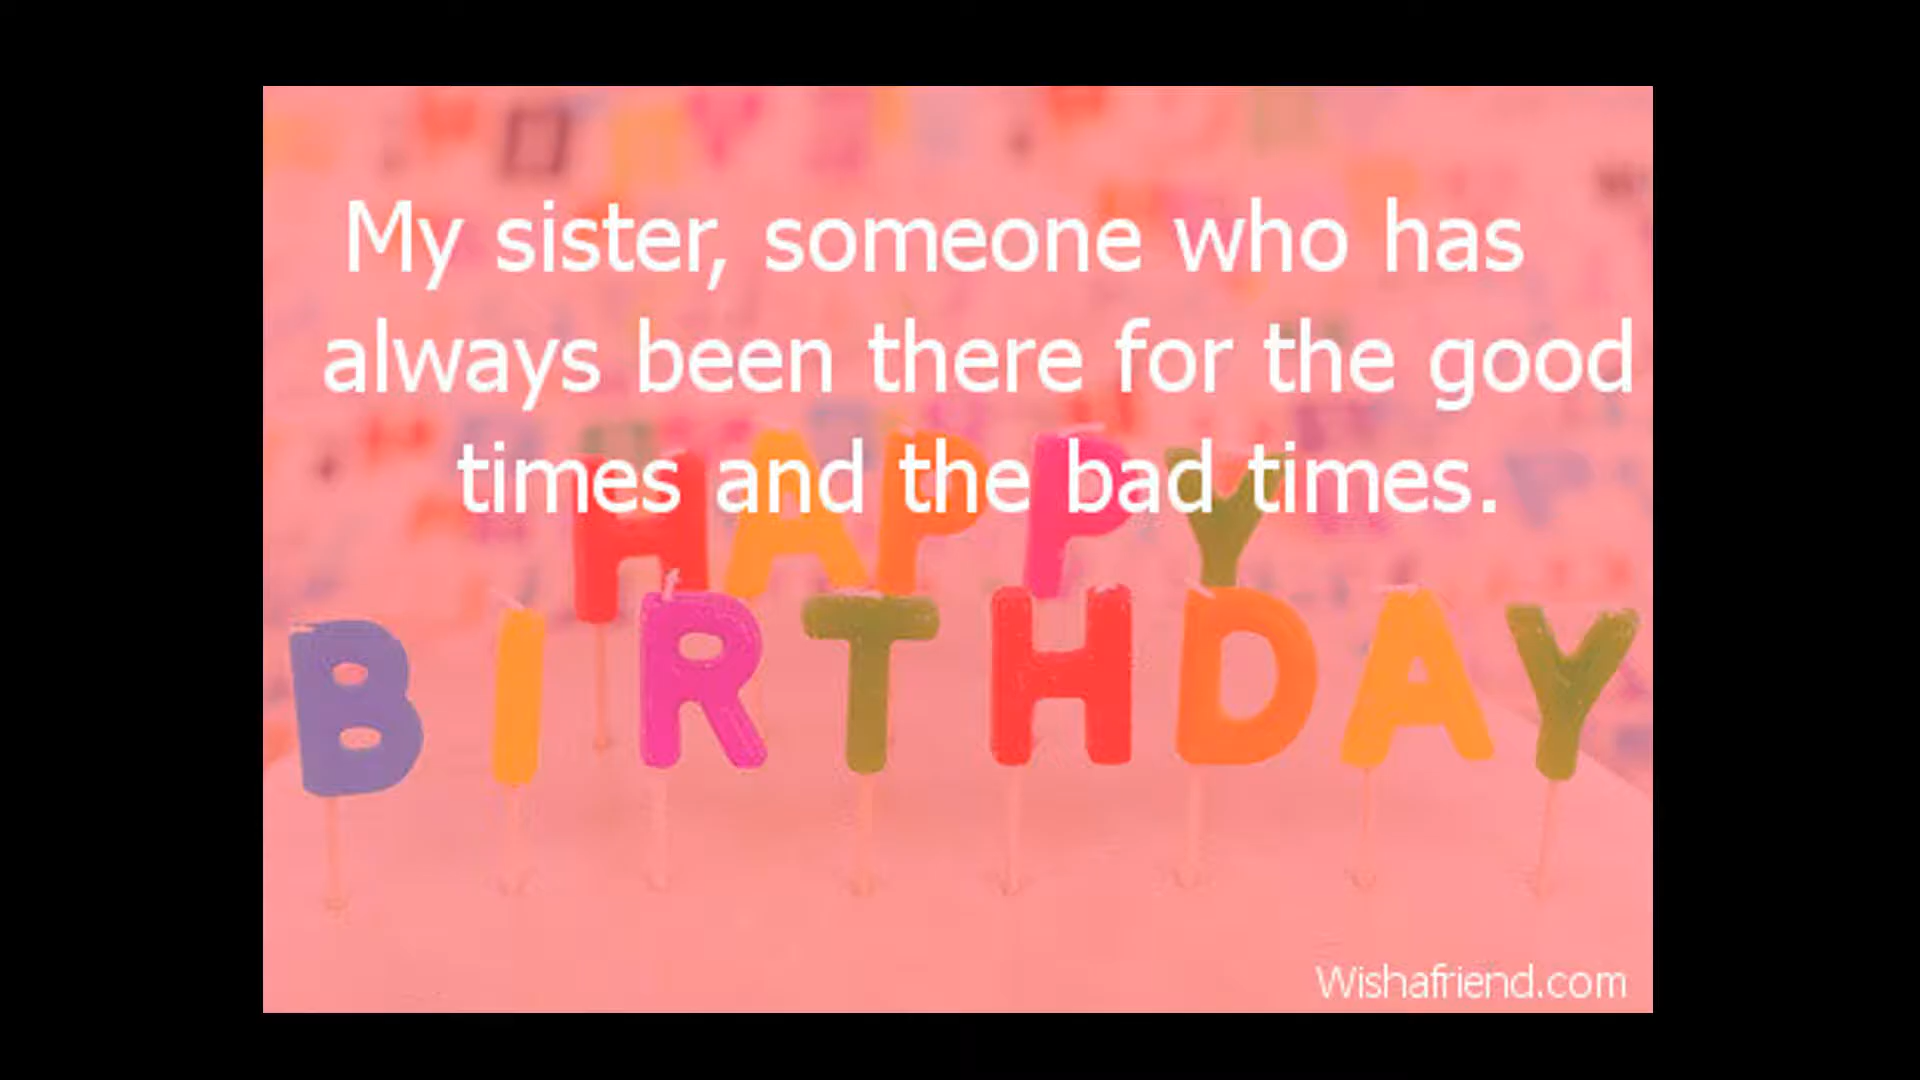 My sister, someone who has
always been there for the good
times and the bad times.
HAPPY
BIRTHDAY
Wishafriend.com